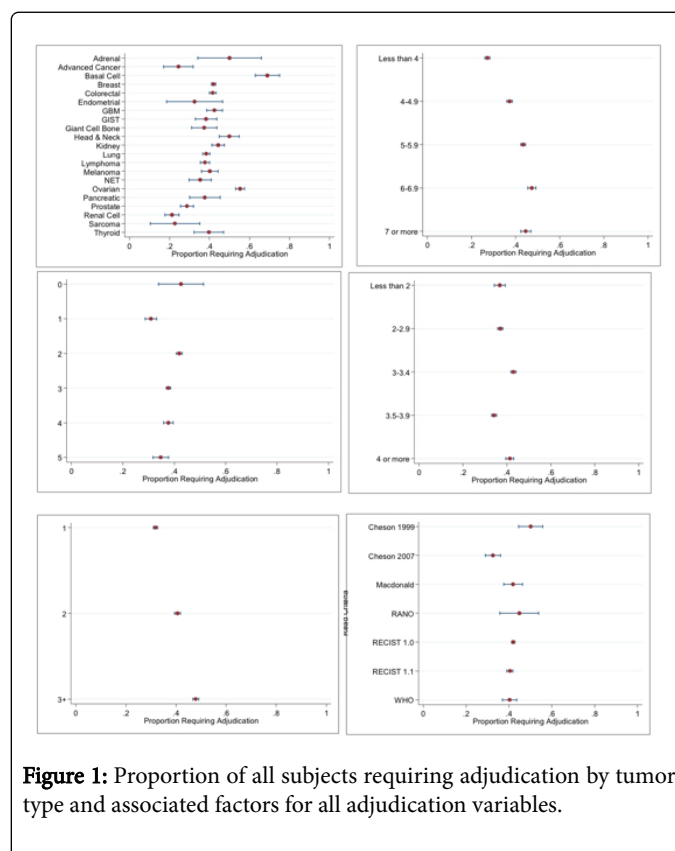 Adrenal
Advanced Cancer
Basal Cell
Breast
Colorectal
Endometrial
GBM
GIST
Giant Cell Bone
Head & Neck
Kidney
Lung
Lymphoma
Melanoma
NET
Ovarian
Pancreatic
Prostate
Renal Cell
Sarcoma
Thyroid
0 .2 .4 .6 .8 1
Proportion Requiring Adjudication
Less than 4
4-4.9
5-5.9
6-6.9
7 or more
0 .2 .4 .6 .8 1
Proportion Requiring Adjudication
0
1
2
3
4
5
0 .2 .4 .6 .8 1
Proportion Requiring Adjudication
Less than 2
2-2.9
3-3.4
3.5-3.9
4 or more
0 .2 .4 .6 .8 1
Proportion Requiring Adjudication
1
2
3+
0 .2 .4 .6 .8 1
Proportion Requiring Adjudication
Cheson 1999
Cheson 2007
Macdonald
RANO
RECIST 1.0
RECIST 1.1
WHO
0 .2 .4 .6 .8 1
Proportion Requiring Adjudication
Figure 1: Proportion of all subjects requiring adjudication by tumor
type and associated factors for all adjudication variables.